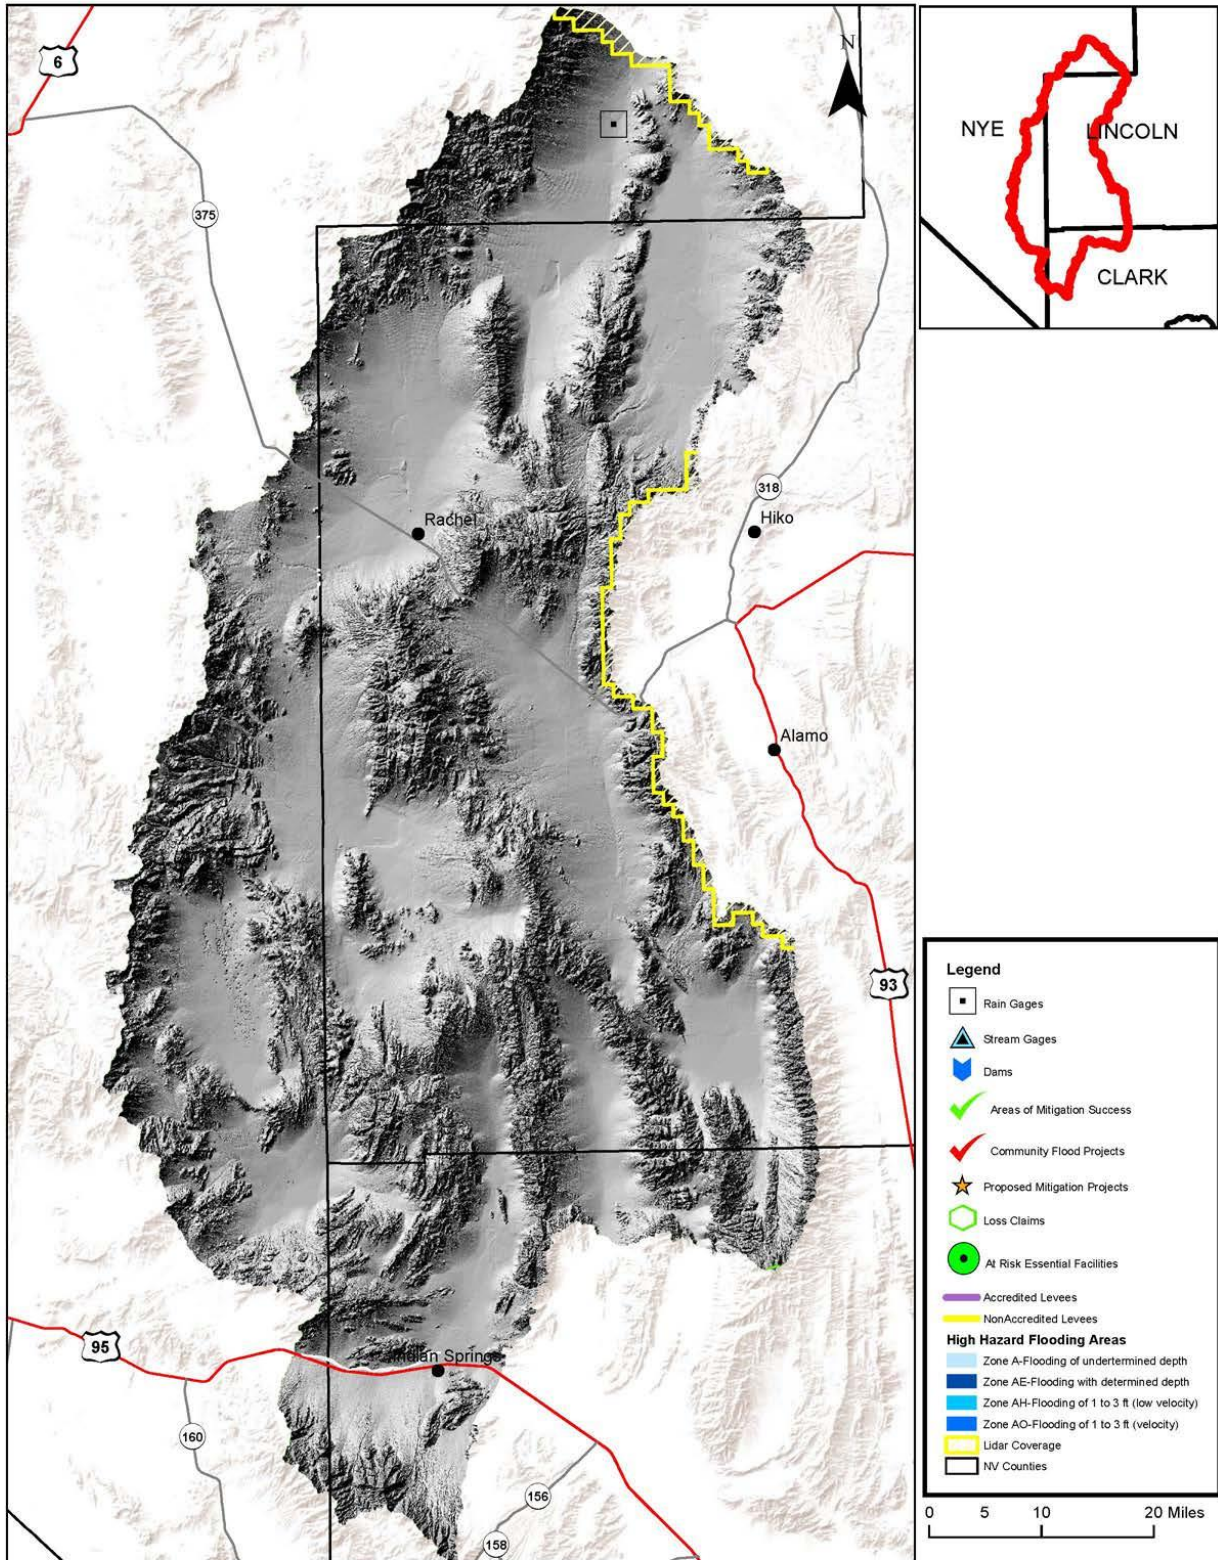 6
N
375
Rachel
318
Hiko
Alamo
93
95
Indian Springs
160
156
158
NYE
LINCOLN
CLARK
Legend
Rain Gages
Stream Gages
Dams
Areas of Mitigation Success
Community Flood Projects
Proposed Mitigation Projects
Loss Claims
At Risk Essential Facilities
Accredited Levees
NonAccredited Levees
High Hazard Flooding Areas
Zone A-Flooding of undertermined depth
Zone AE-Flooding with determined depth
Zone AH-Flooding of 1 to 3 ft (low velocity)
Zone AO-Flooding of 1 to 3 ft (velocity)
Lidar Coverage
NV Counties
0 5 10 20 Miles